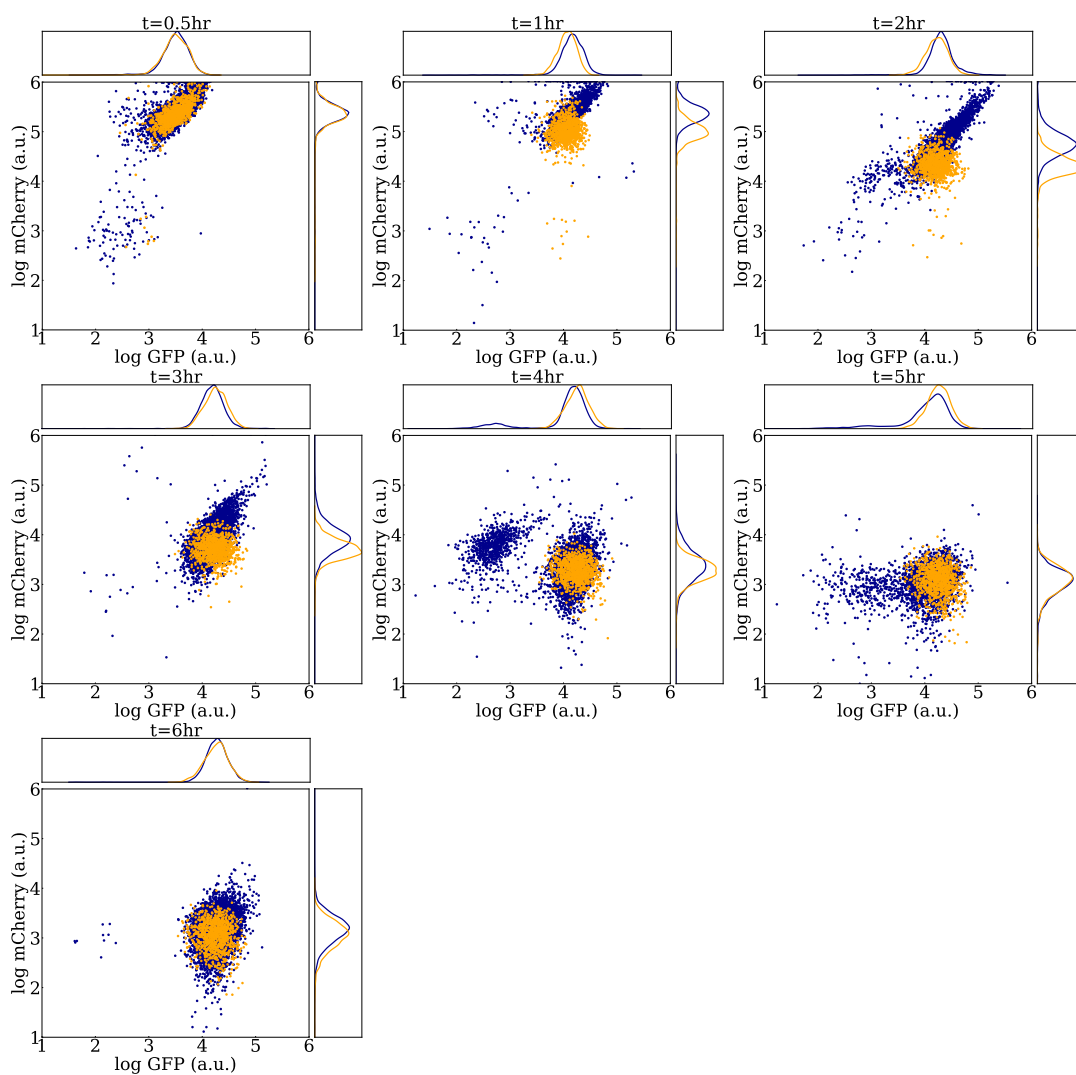 t=0.5hr t=1hr t=2hr
6 6 6
5 5 5
4 4 4
3 3 3
2 2 2
1 1 1
log mCherry (a.u.) log mCherry (a.u.) log mCherry (a.u.)
1 2 3 4 5 6 1 2 3 4 5 6 1 2 3 4 5 6
log GFP (a.u.) log GFP (a.u.) log GFP (a.u.)
t=3hr t=4hr t=5hr
6 6 6
5 5 5
4 4 4
3 3 3
2 2 2
1 1 1
log mCherry (a.u.) log mCherry (a.u.) log mCherry (a.u.)
1 2 3 4 5 6 1 2 3 4 5 6 1 2 3 4 5 6
log GFP (a.u.) log GFP (a.u.) log GFP (a.u.)
t=6hr
6
5
4
3
2
1
log mCherry (a.u.)
1 2 3 4 5 6
log GFP (a.u.)